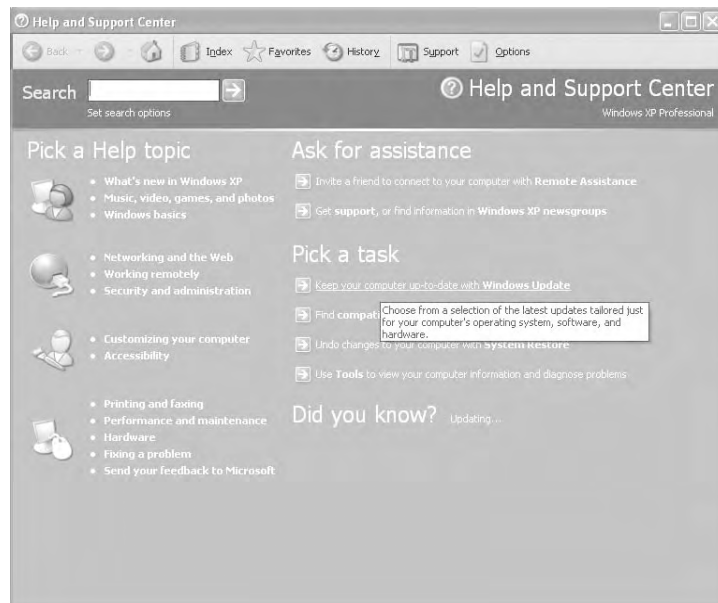 Help and Support Center
Back Index Favorites History Support Options
Search
Set search options
Help and Support Center
Windows XP Professional
Pick a Help topic
What's new in Windows XP
Music, video, games, and photos
Windows basics
Networking and the Web
Working remotely
Security and administration
Customizing your computer
Accessibility
Printing and faxing
Performance and maintenance
Hardware
Fixing a problem
Send your feedback to Microsoft
Ask for assistance
Invite a friend to connect to your computer with Remote Assistance
Get support, or find information in Windows XP newsgroups
Pick a task
Keep your computer up-to-date with Windows Update
Find
Choose from a selection of the latest updates tailored just
for your computer's operating system, software, and
hardware.
Undo changes to your computer with System Restore
Use Tools to view your computer information and diagnose problems
Did you know? Updating...